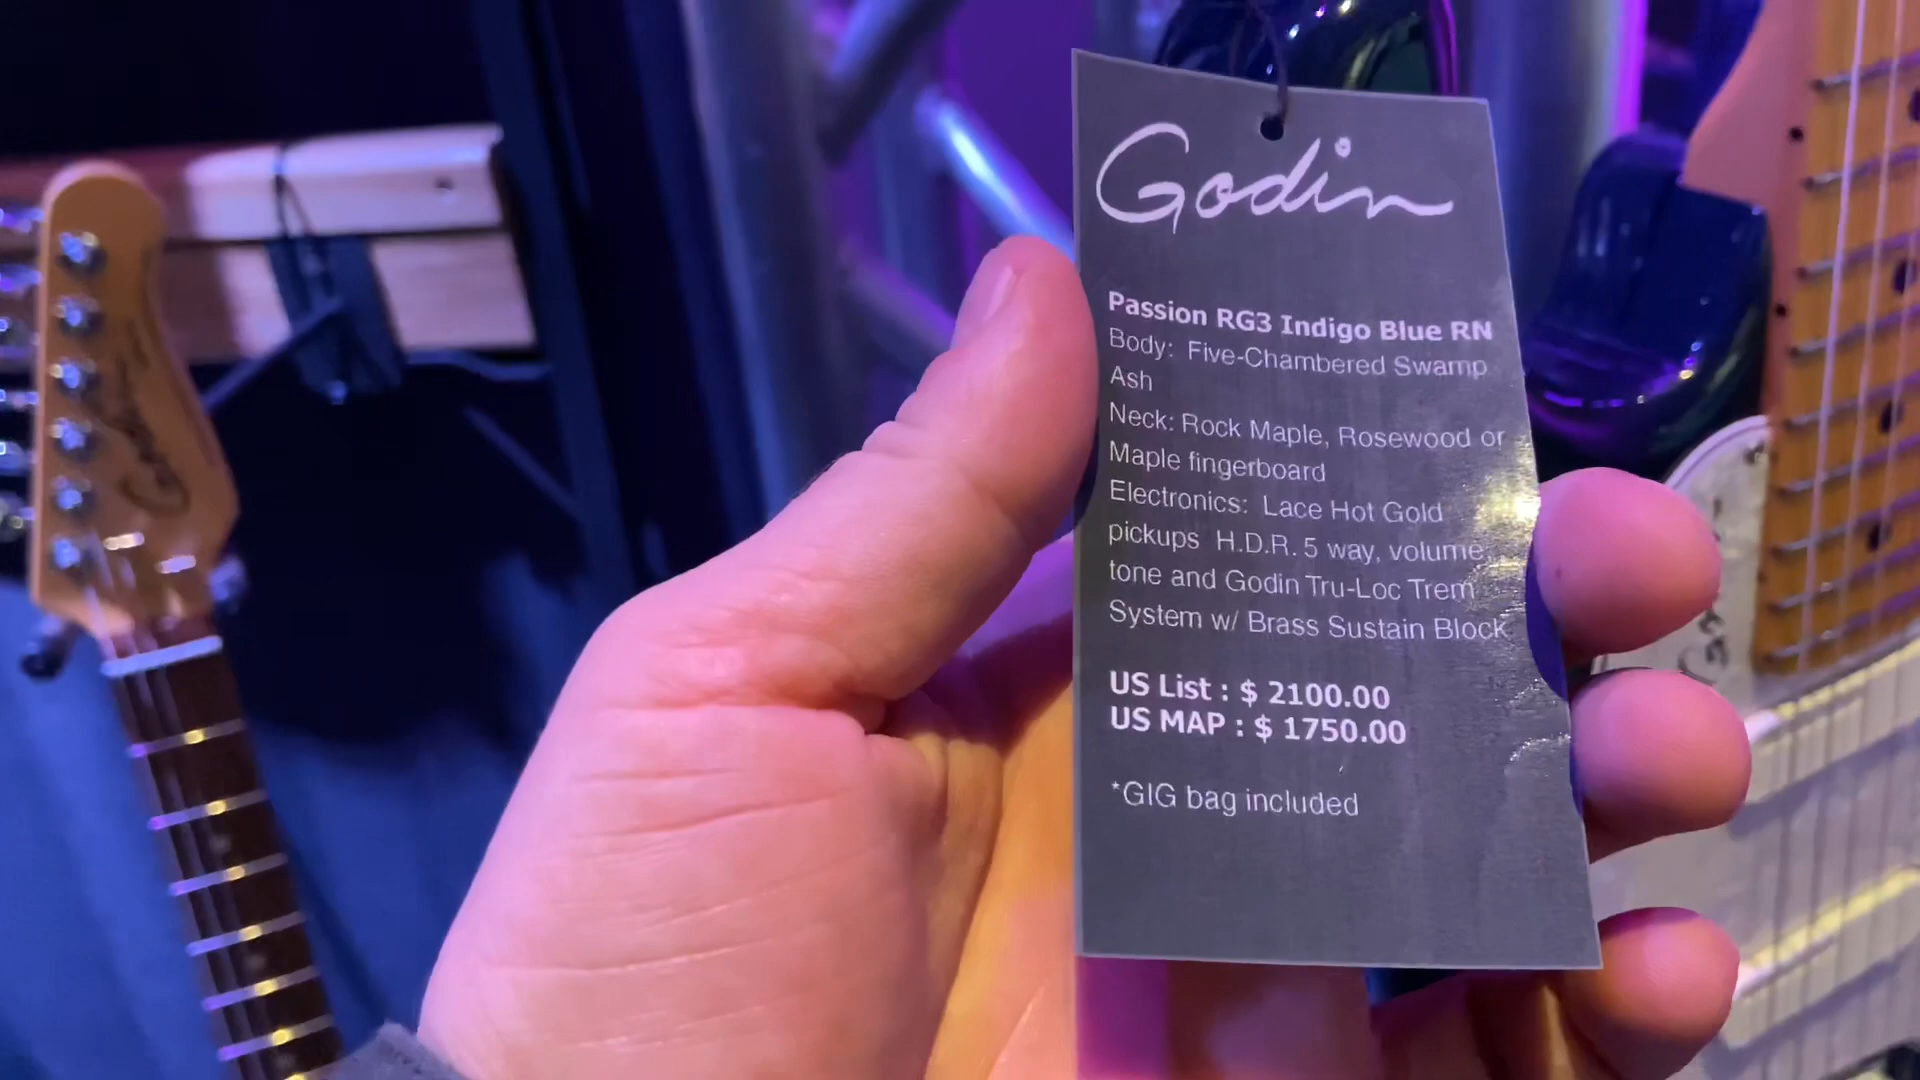 Godin
Passion RG3 Indigo Blue RN
Body: Five-Chambered Swamp
Ash
Neck: Rock Maple, Rosewood or
Maple fingerboard
Electronics: Lace Hot Gold
pickups H.D.R. 5 way, volume,
tone and Godin Tru-Loc Trem
System w/ Brass Sustain Block
US List : $ 2100.00
US MAP : $ 1750.00
*GIG bag included